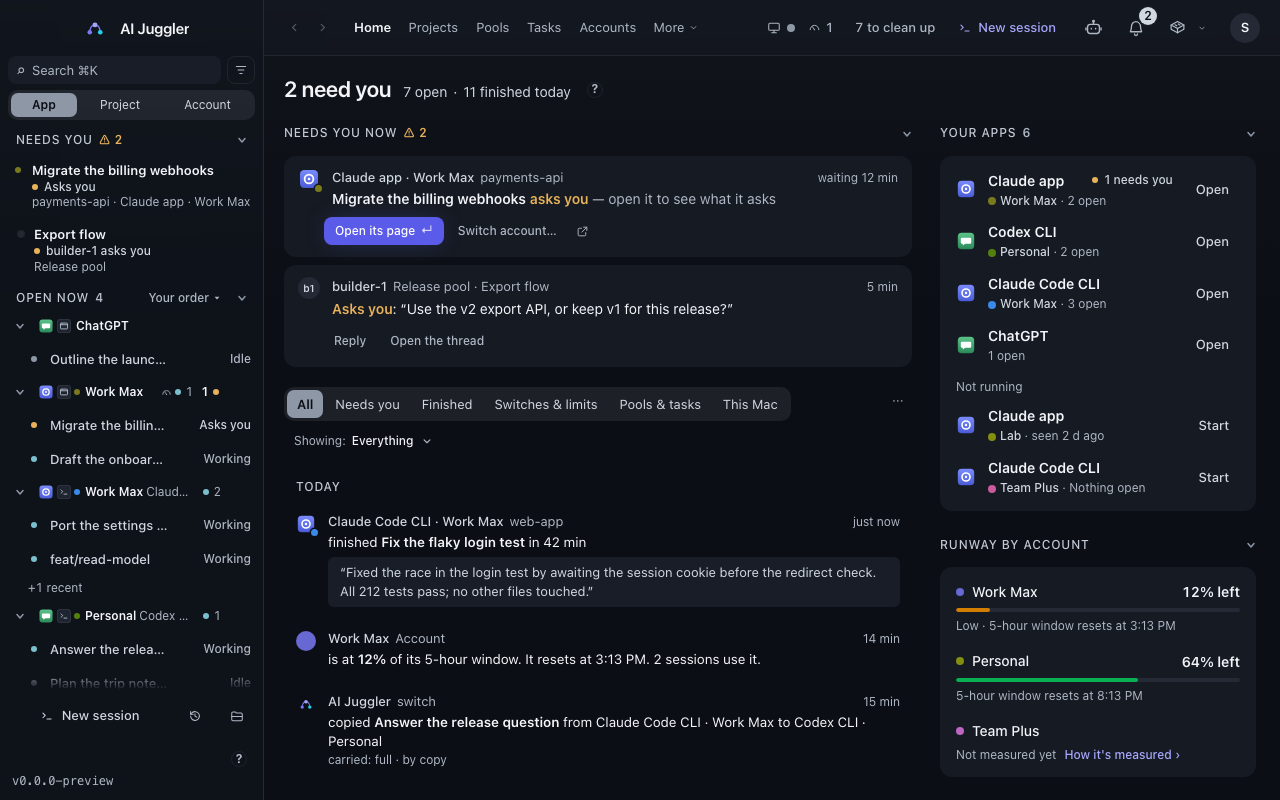 AI Juggler
Search ⌘K
App Project Account
NEEDS YOU 2
Migrate the billing webhooks
Asks you
payments-api · Claude app · Work Max
Export flow
builder-1 asks you
Release pool
OPEN NOW 4 Your order
ChatGPT
Outline the launc... Idle
Work Max 1 1
Migrate the billin... Asks you
Draft the onboar... Working
Work Max Claud... 2
Port the settings ... Working
feat/read-model Working
+1 recent
Personal Codex ... 1
Answer the relea... Working
Plan the trip note... Idle
New session
?
v0.0.0-preview
Home Projects Pools Tasks Accounts More 1 7 to clean up New session 2 S
2 need you 7 open · 11 finished today ?
NEEDS YOU NOW 2
Claude app · Work Max payments-api waiting 12 min
Migrate the billing webhooks asks you — open it to see what it asks
Open its page ↵ Switch account...
b1 builder-1 Release pool · Export flow 5 min
Asks you: “Use the v2 export API, or keep v1 for this release?”
Reply Open the thread
All Needs you Finished Switches & limits Pools & tasks This Mac ...
Showing: Everything
TODAY
Claude Code CLI · Work Max web-app just now
finished Fix the flaky login test in 42 min
“Fixed the race in the login test by awaiting the session cookie before the redirect check.
All 212 tests pass; no other files touched.”
Work Max Account 14 min
is at 12% of its 5-hour window. It resets at 3:13 PM. 2 sessions use it.
AI Juggler switch 15 min
copied Answer the release question from Claude Code CLI · Work Max to Codex CLI ·
Personal
carried: full · by copy
YOUR APPS 6
Claude app 1 needs you Open
Work Max · 2 open
Codex CLI Open
Personal · 2 open
Claude Code CLI Open
Work Max · 3 open
ChatGPT Open
1 open
Not running
Claude app Start
Lab · seen 2 d ago
Claude Code CLI Start
Team Plus · Nothing open
RUNWAY BY ACCOUNT
Work Max 12% left
Low · 5-hour window resets at 3:13 PM
Personal 64% left
5-hour window resets at 8:13 PM
Team Plus
Not measured yet How it's measured ›